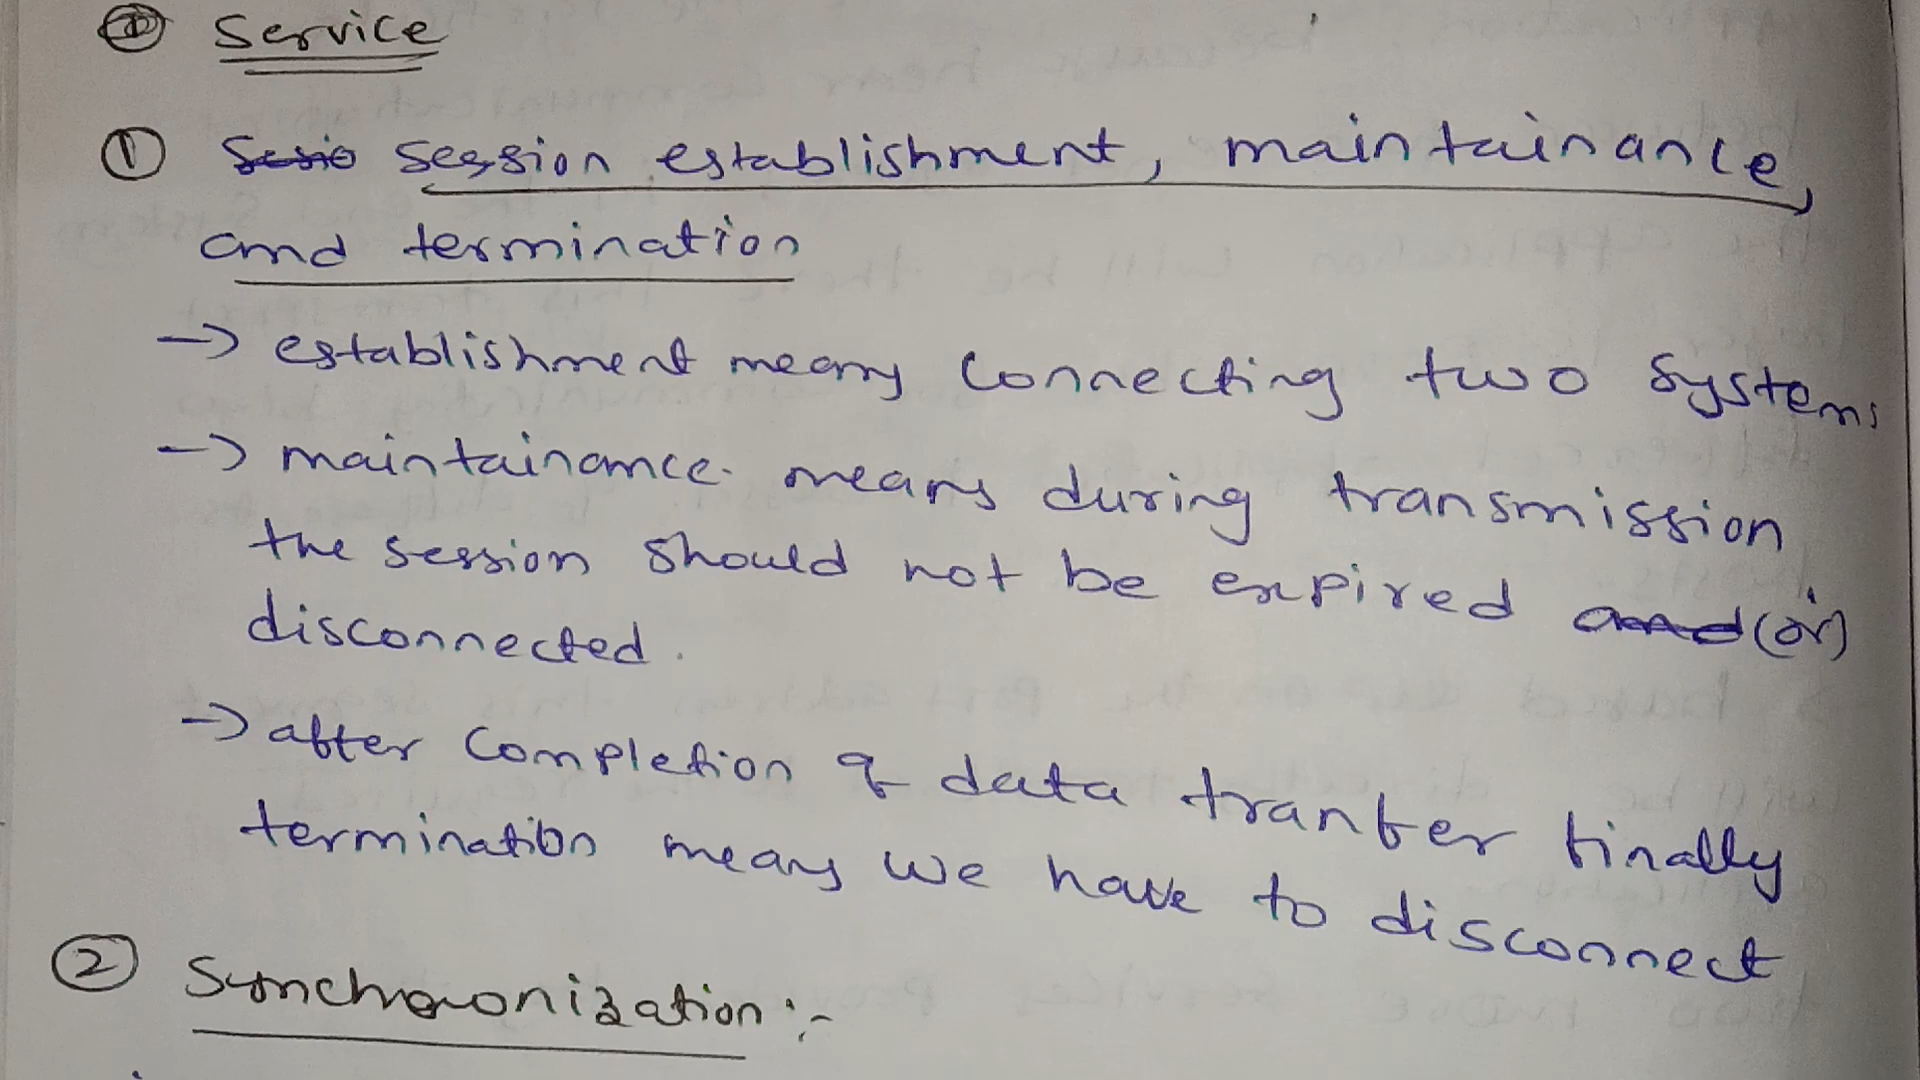 Service
① Session establishment, maintainance,
and termination
→ establishment means connecting two systems
→ maintainance means during transmission
the session should not be expired (or)
disconnected.
→ after completion of data tranfer finally
termination means we have to disconnect
② Synchronization :-